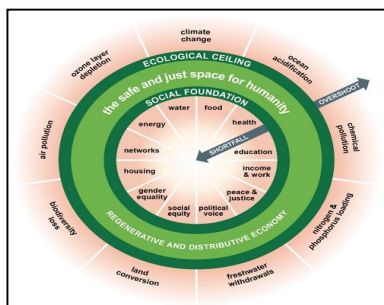 climate
change
ocean
acidification
OVERSHOOT
chemical
pollution
nitrogen &
phosphorus loading
freshwater
withdrawals
land
conversion
biodiversity
loss
air pollution
ozone layer
depletion
ECOLOGICAL CEILING
the safe and just space for humanity
SOCIAL FOUNDATION
water
food
health
SHORTFALL
education
income
& work
peace &
justice
political
voice
social
equity
gender
equality
housing
networks
energy
REGENERATIVE AND DISTRIBUTIVE ECONOMY